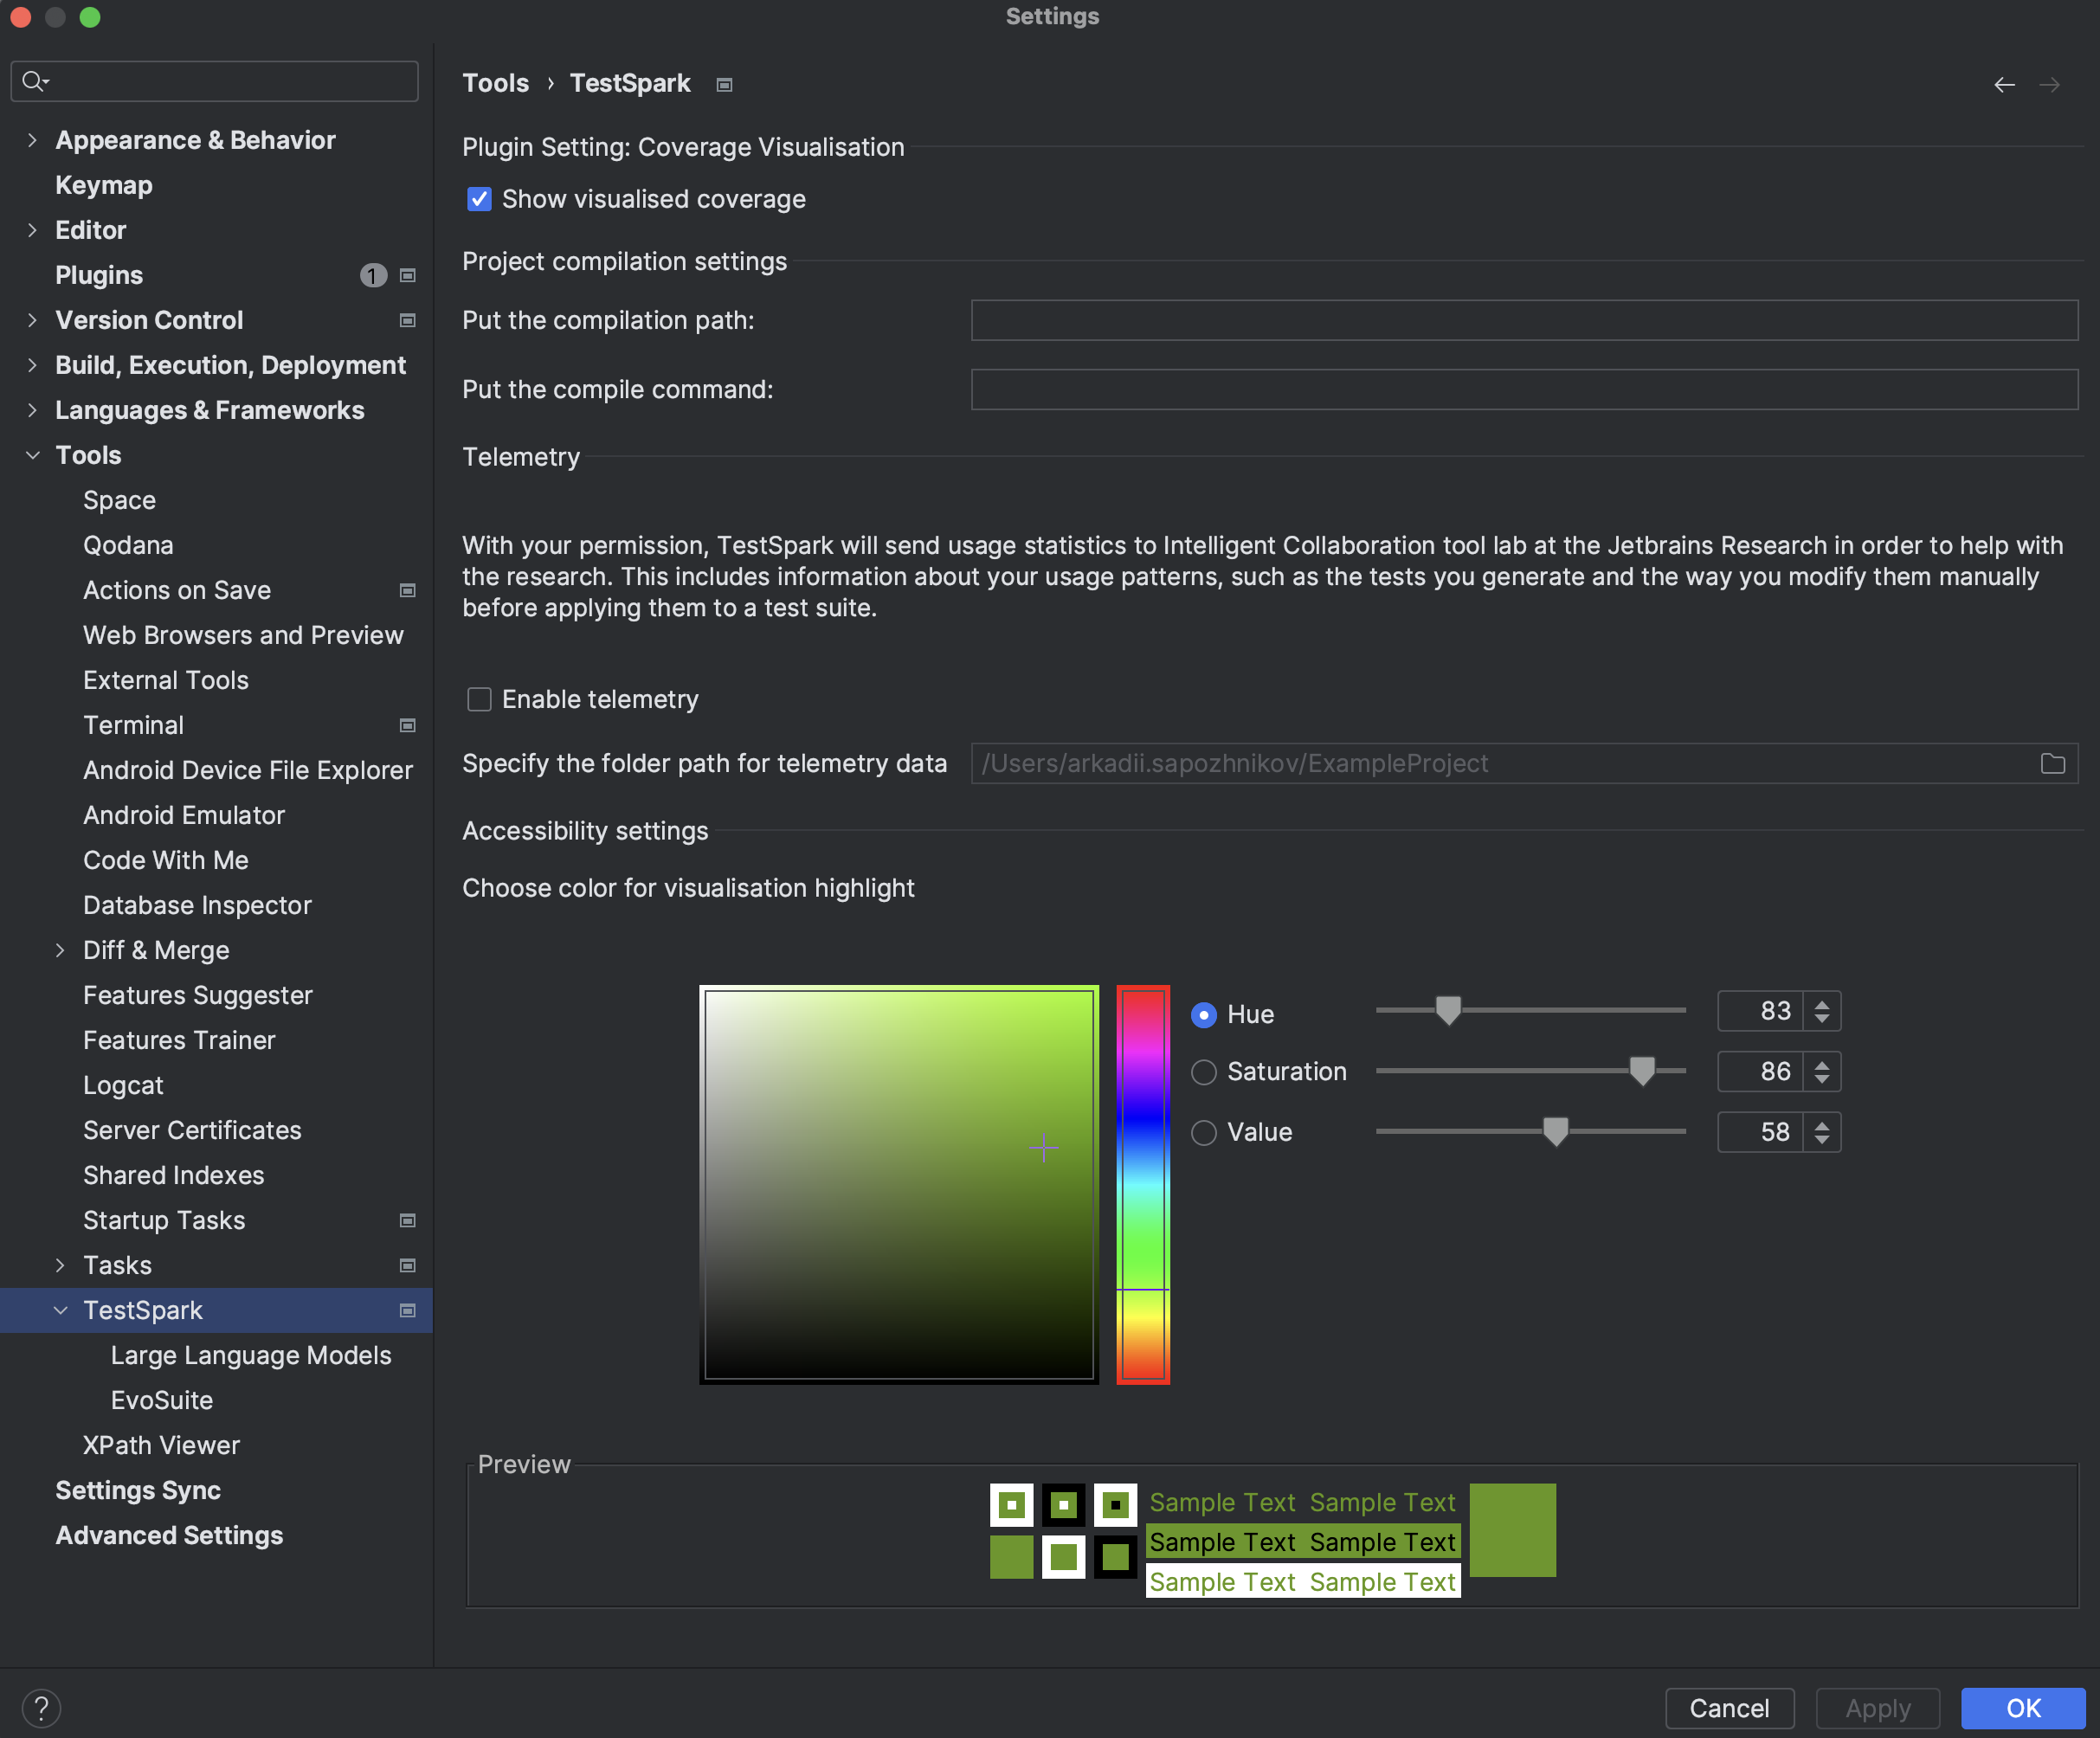 Settings
Appearance & Behavior
Keymap
Editor
Plugins 1
Version Control
Build, Execution, Deployment
Languages & Frameworks
Tools
Space
Qodana
Actions on Save
Web Browsers and Preview
External Tools
Terminal
Android Device File Explorer
Android Emulator
Code With Me
Database Inspector
Diff & Merge
Features Suggester
Features Trainer
Logcat
Server Certificates
Shared Indexes
Startup Tasks
Tasks
TestSpark
Large Language Models
EvoSuite
XPath Viewer
Settings Sync
Advanced Settings
Tools › TestSpark
Plugin Setting: Coverage Visualisation
Show visualised coverage
Project compilation settings
Put the compilation path:
Put the compile command:
Telemetry
With your permission, TestSpark will send usage statistics to Intelligent Collaboration tool lab at the Jetbrains Research in order to help with
the research. This includes information about your usage patterns, such as the tests you generate and the way you modify them manually
before applying them to a test suite.
Enable telemetry
Specify the folder path for telemetry data /Users/arkadii.sapozhnikov/ExampleProject
Accessibility settings
Choose color for visualisation highlight
Hue 83
Saturation 86
Value 58
Preview
Sample Text Sample Text
Sample Text Sample Text
Sample Text Sample Text
? Cancel Apply OK